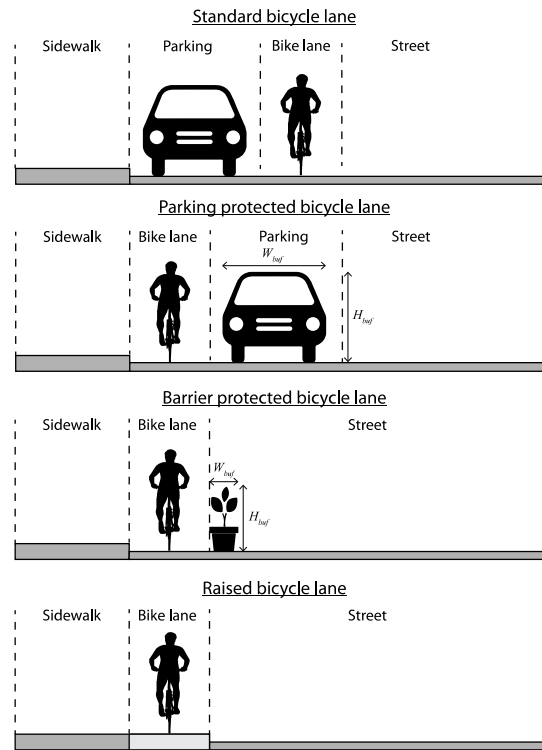 Standard bicycle lane
Sidewalk Parking Bike lane Street
Parking protected bicycle lane
Sidewalk Bike lane Parking Street
W_buf
H_buf
Barrier protected bicycle lane
Sidewalk Bike lane Street
W_buf
H_buf
Raised bicycle lane
Sidewalk Bike lane Street